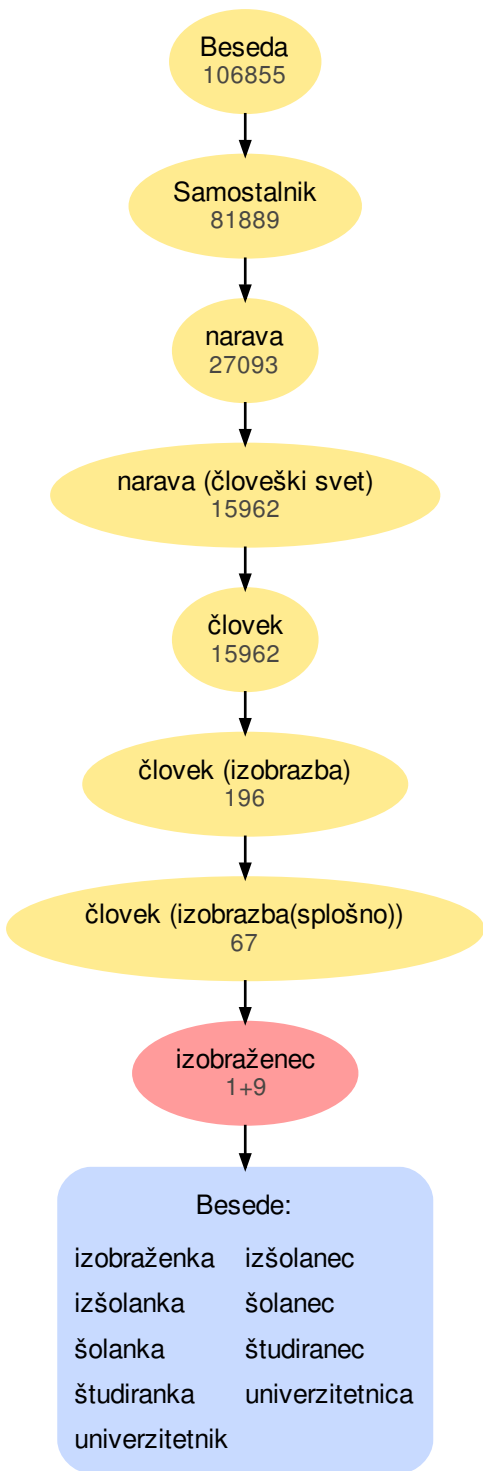 Beseda
106855
Samostalnik
81889
narava
27093
narava (človeški svet)
15962
človek
15962
človek (izobrazba)
196
človek (izobrazba(splošno))
67
izobraženec
1+9
Besede:
izobraženka izšolanec
izšolanka šolanec
šolanka študiranec
študiranka univerzitetnica
univerzitetnik